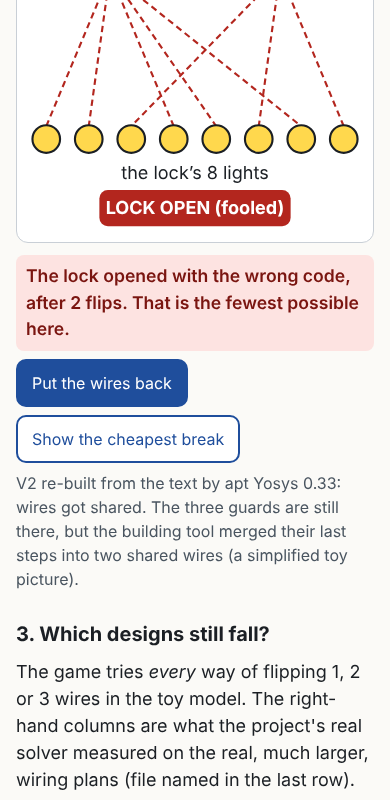 the lock’s 8 lights
LOCK OPEN (fooled)
The lock opened with the wrong code,
after 2 flips. That is the fewest possible
here.
Put the wires back
Show the cheapest break
V2 re-built from the text by apt Yosys 0.33:
wires got shared. The three guards are still
there, but the building tool merged their last
steps into two shared wires (a simplified toy
picture).
3. Which designs still fall?
The game tries every way of flipping 1, 2
or 3 wires in the toy model. The right-
hand columns are what the project's real
solver measured on the real, much larger,
wiring plans (file named in the last row).